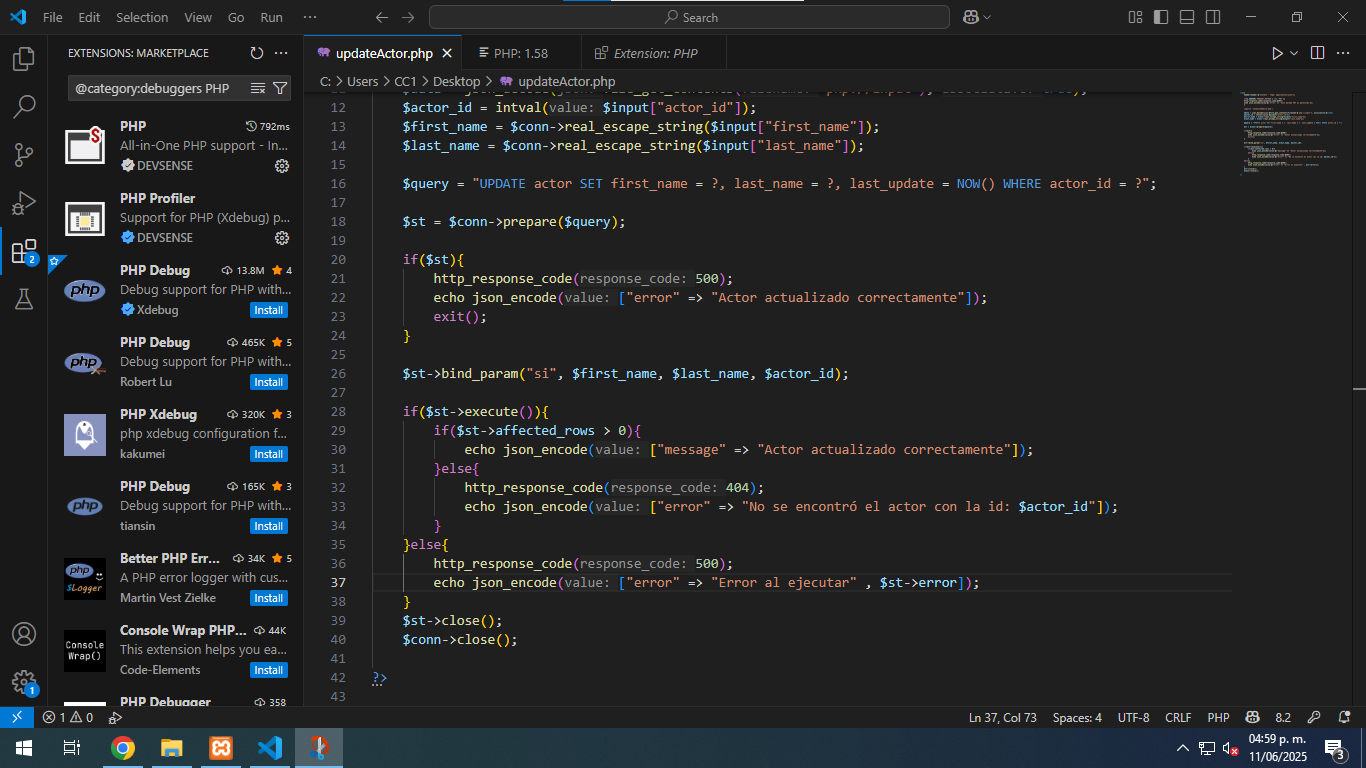 File Edit Selection View Go Run ··· Search
EXTENSIONS: MARKETPLACE
@category:debuggers PHP
PHP 792ms
All-in-One PHP support - In...
DEVSENSE
PHP Profiler
Support for PHP (Xdebug) p...
DEVSENSE
PHP Debug 13.8M 4
Debug support for PHP with...
Xdebug Install
PHP Debug 465K 5
Debug support for PHP with...
Robert Lu Install
PHP Xdebug 320K 3
php xdebug configuration f...
kakumei Install
PHP Debug 165K 3
Debug support for PHP with...
tiansin Install
Better PHP Err... 34K 5
A PHP error logger with cus...
Martin Vest Zielke Install
Console Wrap PHP... 44K
This extension helps you ea...
Code-Elements Install
PHP Debugger 358
php
php
php
php
$Logger
Console
Wrap()
2
1
updateActor.php PHP: 1.58 Extension: PHP
C: > Users > CC1 > Desktop > updateActor.php
12 $actor_id = intval(value: $input["actor_id"]);
13 $first_name = $conn->real_escape_string($input["first_name"]);
14 $last_name = $conn->real_escape_string($input["last_name"]);
15
16 $query = "UPDATE actor SET first_name = ?, last_name = ?, last_update = NOW() WHERE actor_id = ?";
17
18 $st = $conn->prepare($query);
19
20 if($st){
21 http_response_code(response_code: 500);
22 echo json_encode(value: ["error" => "Actor actualizado correctamente"]);
23 exit();
24 }
25
26 $st->bind_param("si", $first_name, $last_name, $actor_id);
27
28 if($st->execute()){
29 if($st->affected_rows > 0){
30 echo json_encode(value: ["message" => "Actor actualizado correctamente"]);
31 }else{
32 http_response_code(response_code: 404);
33 echo json_encode(value: ["error" => "No se encontró el actor con la id: $actor_id"]);
34 }
35 }else{
36 http_response_code(response_code: 500);
37 echo json_encode(value: ["error" => "Error al ejecutar" , $st->error]);
38 }
39 $st->close();
40 $conn->close();
41
42 ?>
43
1 0 Ln 37, Col 73 Spaces: 4 UTF-8 CRLF PHP 8.2
04:59 p. m.
11/06/2025
3